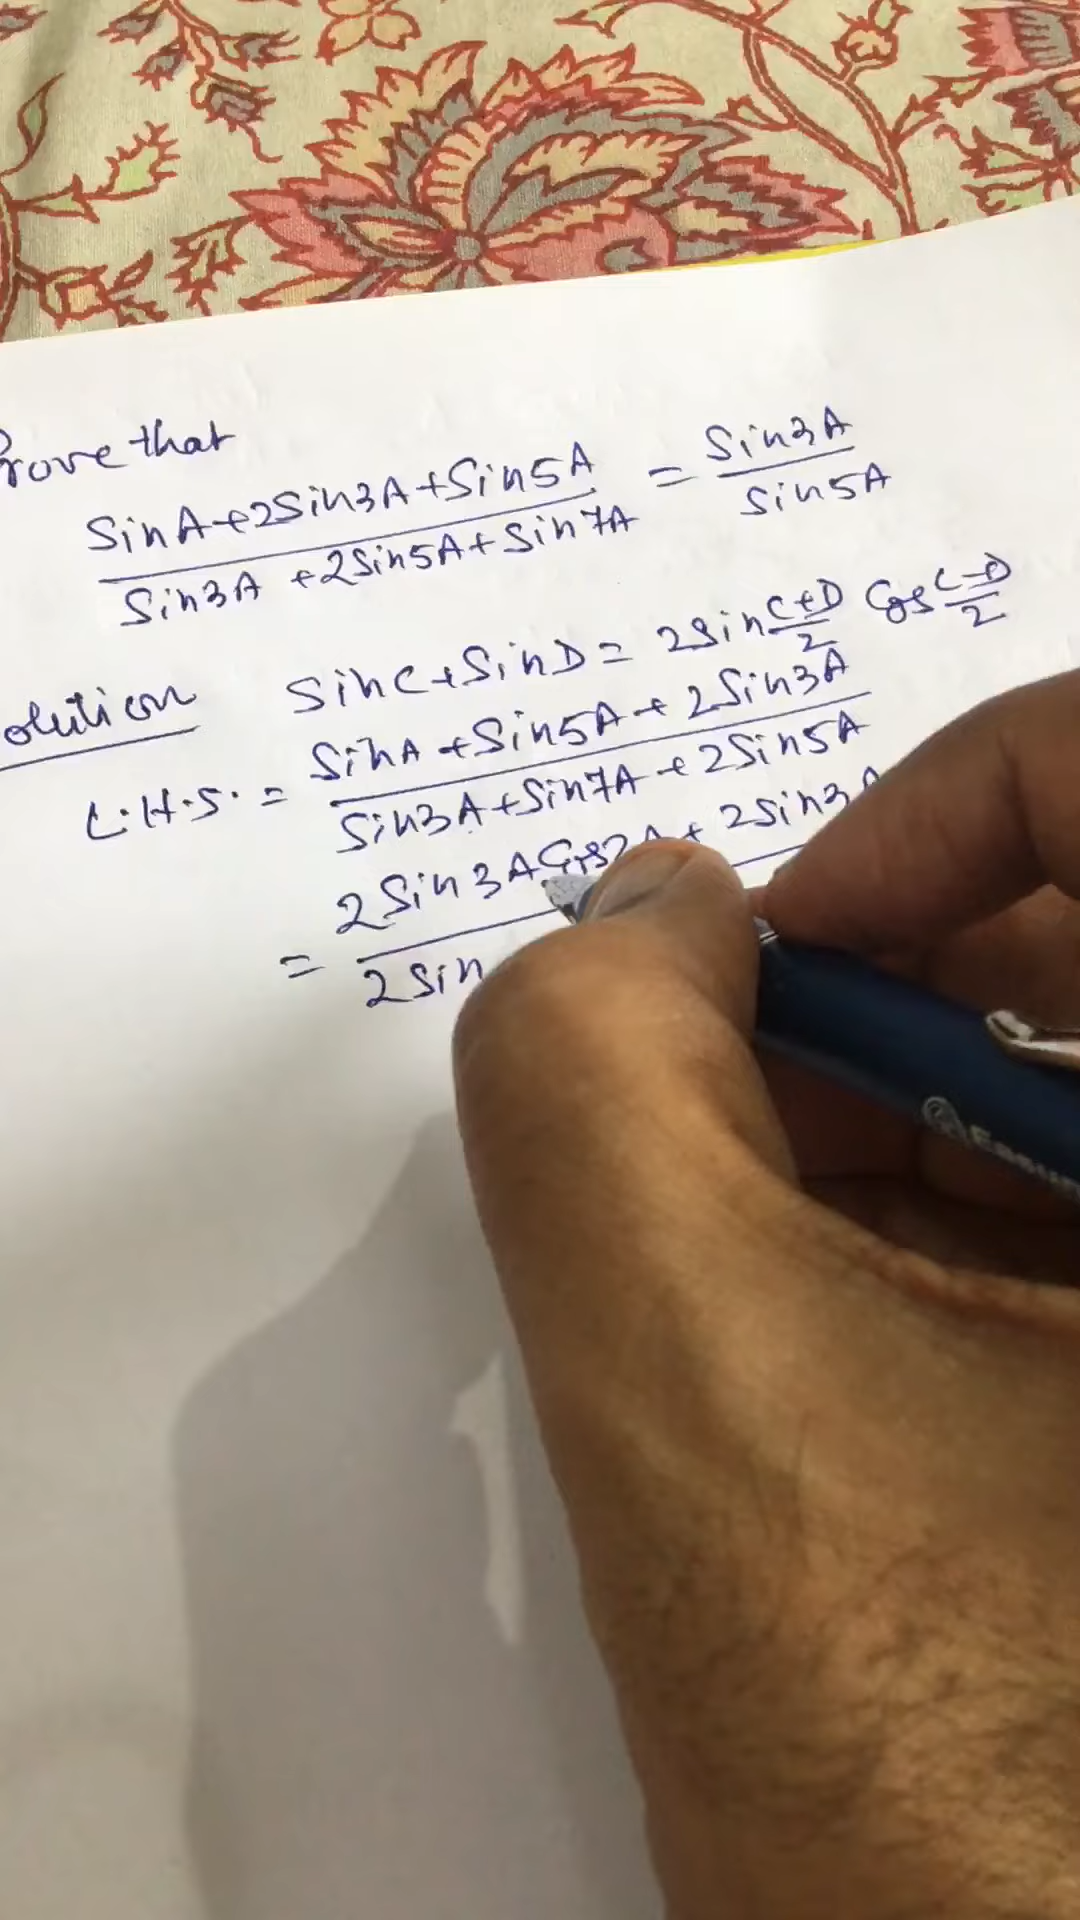 Prove that
SinA+2Sin3A+Sin5A = Sin3A
Sin3A +2Sin5A+Sin7A Sin5A
Solution SinC+SinD = 2Sin C+D/2 Cos C-D/2
L.H.S. = SinA+Sin5A+2Sin3A
Sin3A+Sin7A+2Sin5A
= 2Sin3ACos2A+2Sin3A
2Sin